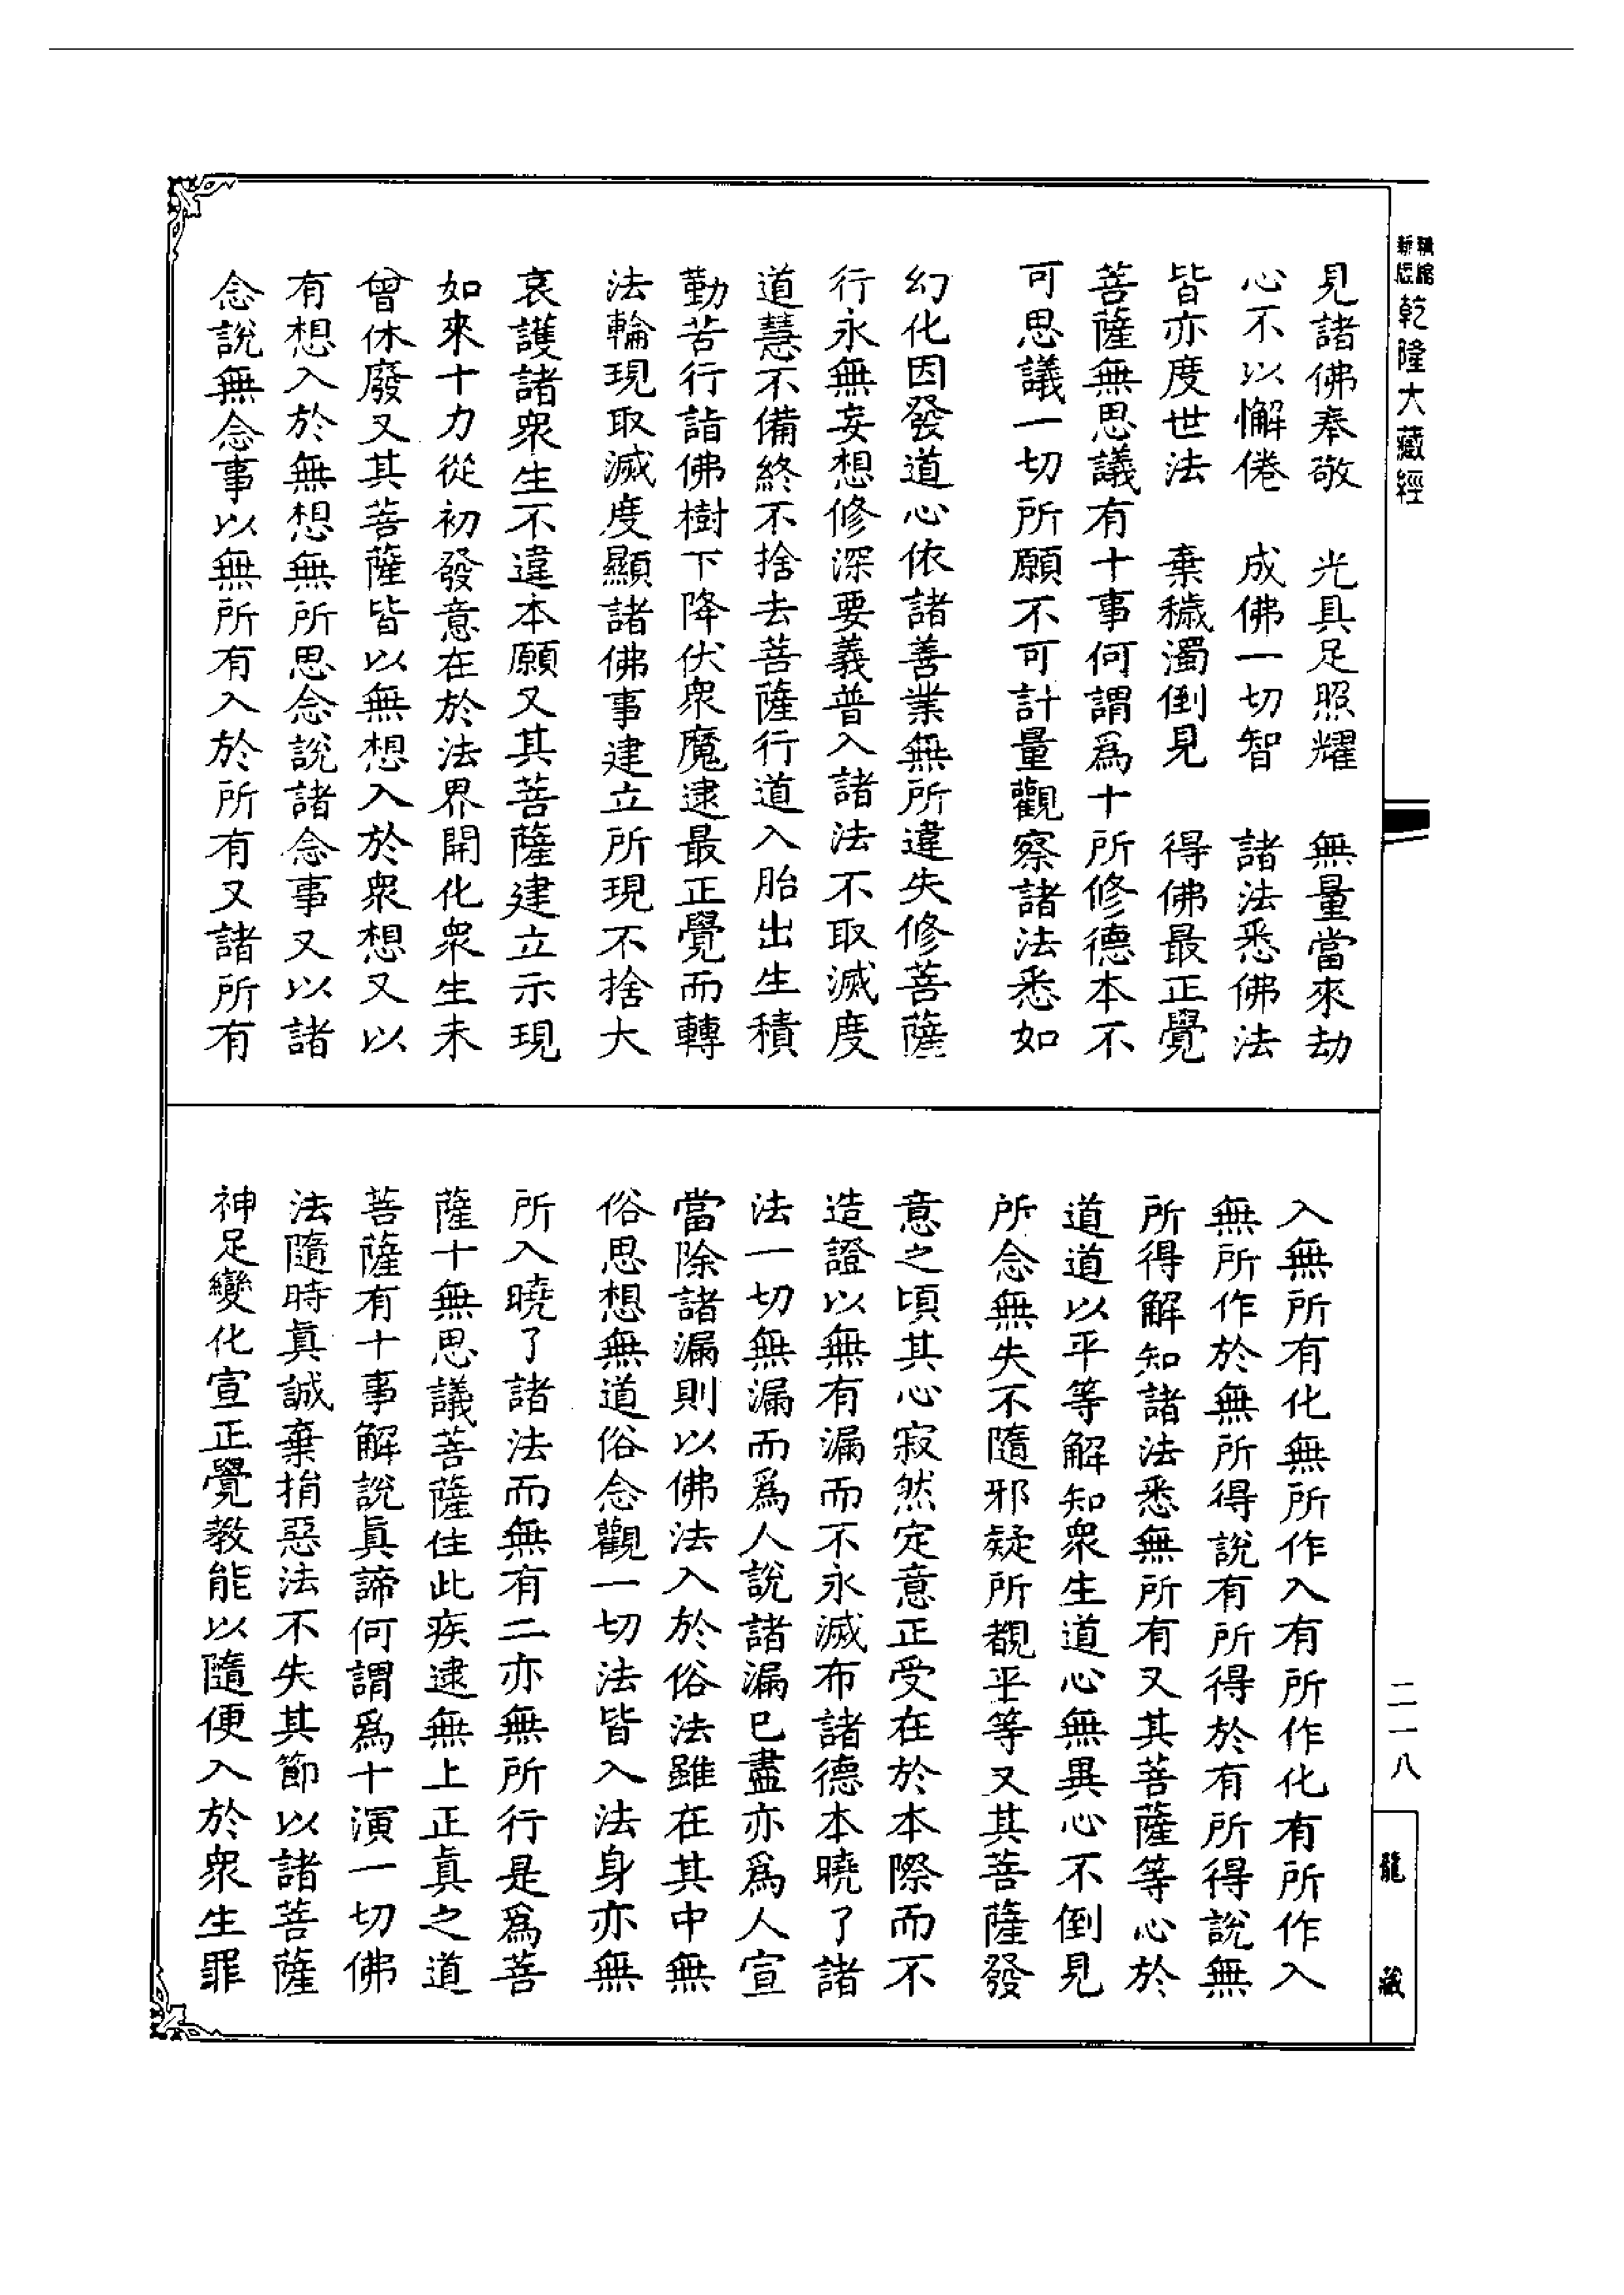 新編縮版乾隆大藏經
見諸佛奉敬　光具足照耀　無量當來劫
心不以懈倦　成佛一切智　諸法悉佛法
皆亦度世法　棄穢濁倒見　得佛最正覺
菩薩無思議有十事何謂為十所修德本不
可思議一切所願不可計量觀察諸法悉如
幻化因發道心依諸善業無所違失修菩薩
行永無妄想修深要義普入諸法不取滅度
道慧不備終不捨去菩薩行道入胎出生積
勤苦行詣佛樹下降伏衆魔逮最正覺而轉
法輪現取滅度顯諸佛事建立所現不捨大
哀護諸衆生不違本願又其菩薩建立示現
如來十力從初發意在於法界開化衆生未
曾休廢又其菩薩皆以無想入於衆想又以
有想入於無想無所思念說諸念事又以諸
念說無念事以無所有入於所有又諸所有
入無所有化無所作入有所作化有所作入
無所作於無所得說有所得於有所得說無
所得解知諸法悉無所有又其菩薩等心於
道道以平等解知衆生道心無異心不倒見
所念無失不隨邪疑所覩平等又其菩薩發
意之頃其心寂然定意正受在於本際而不
造證以無有漏而不永滅布諸德本曉了諸
法一切無漏而爲人說諸漏已盡亦爲人宣
當除諸漏則以佛法入於俗法雖在其中無
俗思想無道俗念觀一切法皆入法身亦無
所入曉了諸法而無有二亦無所行是爲菩
薩十無思議菩薩住此疾逮無上正眞之道
菩薩有十事解說眞諦何謂爲十演一切佛
法隨時眞誠棄捐惡法不失其節以諸菩薩
神足變化宣正覺教能以隨便入於衆生罪
二一八
龍藏